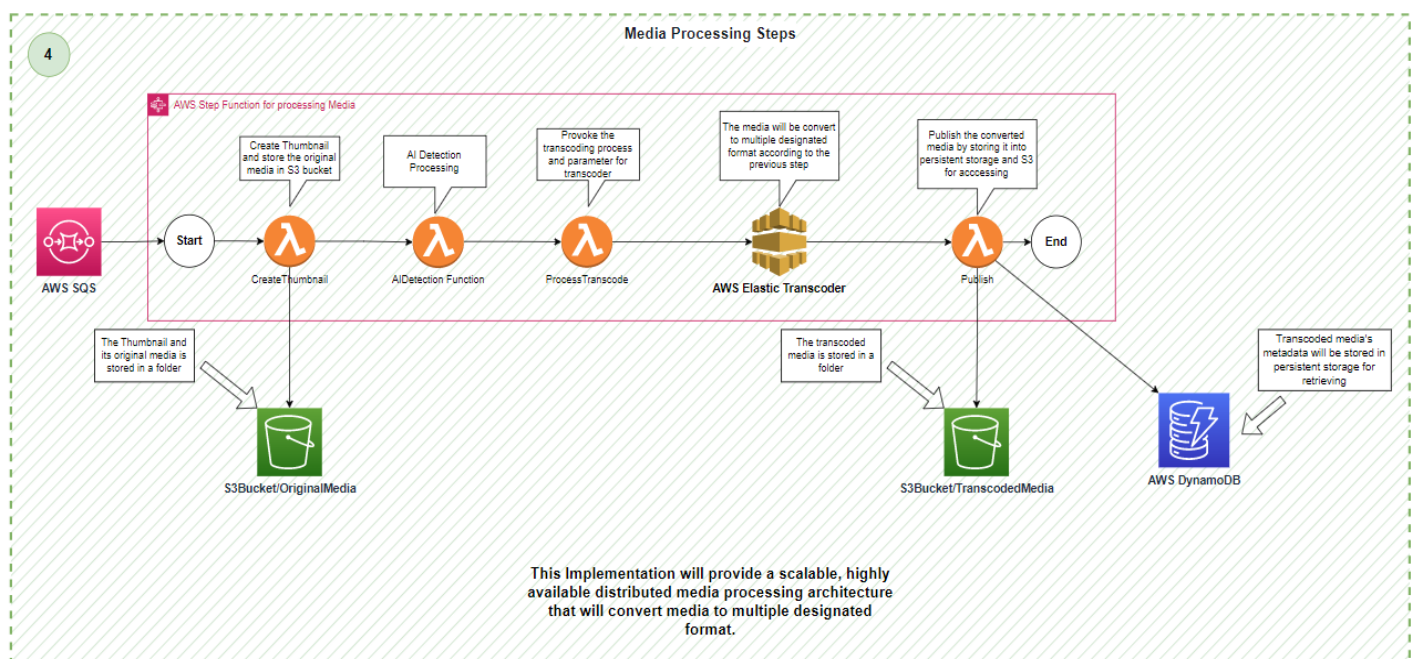 Media Processing Steps
4
AWS Step Function for processing Media
Create Thumbnail
and store the original
media in S3 bucket
AI Detection
Processing
Provoke the
transcoding process
and parameter for
transcoder
The media will be convert
to multiple designated
format according to the
previous step
Publish the converted
media by storing it into
persistent storage and S3
for acccessing
Start
End
AWS SQS
CreateThumbnail
AIDetection Function
ProcessTranscode
AWS Elastic Transcoder
Publish
The Thumbnail and
its original media is
stored in a folder
The transcoded
media is stored in a
folder
Transcoded media's
metadata will be stored in
persistent storage for
retrieving
S3Bucket/OriginalMedia
S3Bucket/TranscodedMedia
AWS DynamoDB
This Implementation will provide a scalable, highly
available distributed media processing architecture
that will convert media to multiple designated
format.